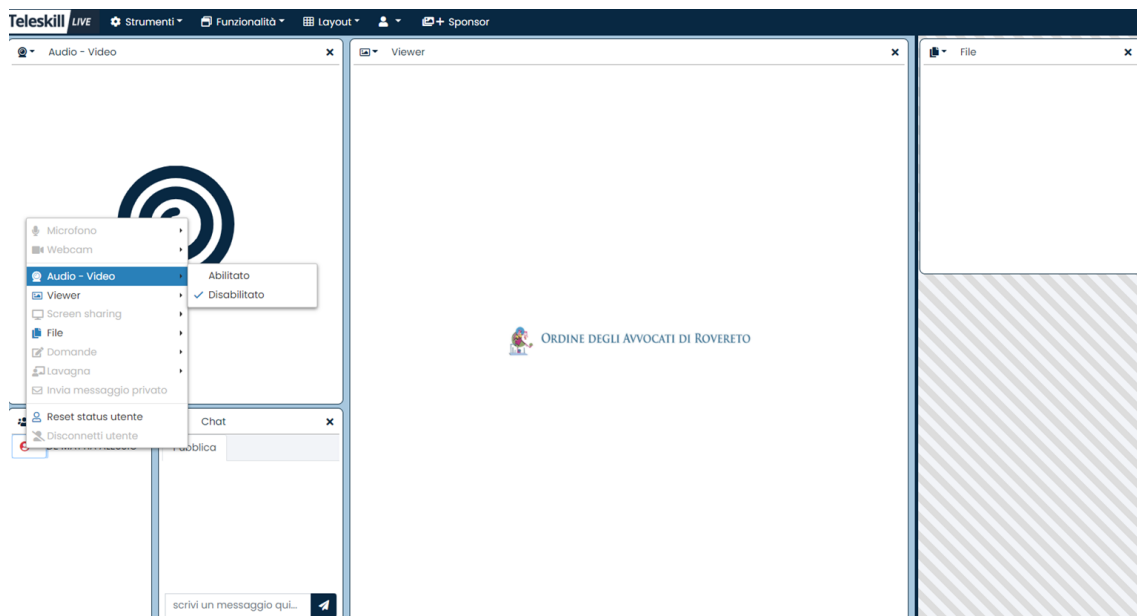 Teleskill LIVE Strumenti Funzionalità Layout + Sponsor
Audio - Video
Viewer
File
Microfono
Webcam
Audio - Video
Viewer
Screen sharing
File
Domande
Lavagna
Invia messaggio privato
Reset status utente
Disconnetti utente
Abilitato
Disabilitato
ORDINE DEGLI AVVOCATI DI ROVERETO
Chat
scrivi un messaggio qui...